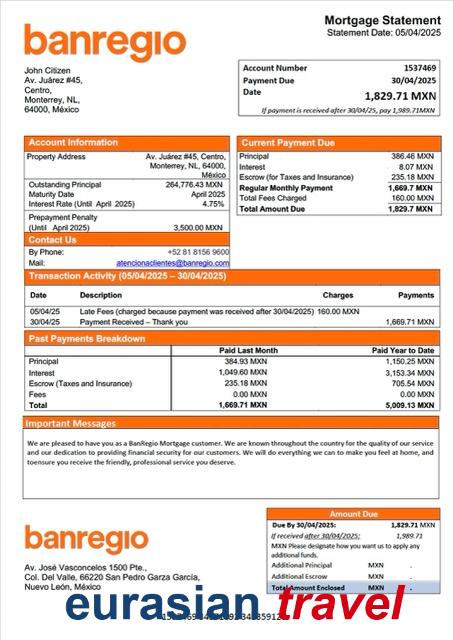 Mortgage Statement
Statement Date: 05/04/2025
banregio
John Citizen
Av. Juárez #45,
Centro,
Monterrey, NL,
64000, México
Account Number 1537469
Payment Due 30/04/2025
Date 1,829.71 MXN
If payment is received after 30/04/2025, pay 1,989.71MXN
Account Information
Property Address Av. Juárez #45, Centro,
Monterrey, NL, 64000,
México
Outstanding Principal 264,776.43 MXN
Maturity Date April 2025
Interest Rate (Until April 2025) 4.75%
Prepayment Penalty
(Until April 2025) 3,500.00 MXN
Contact Us
By Phone: +52 81 8156 9600
Mail: atencionaclientes@banregio.com
Current Payment Due
Principal 386.46 MXN
Interest 8.07 MXN
Escrow (for Taxes and Insurance) 235.18 MXN
Regular Monthly Payment 1,669.7 MXN
Total Fees Charged 160.00 MXN
Total Amount Due 1,829.7 MXN
Transaction Activity (05/04/2025 – 30/04/2025)
Date Description Charges Payments
05/04/25 Late Fees (charged because payment was received after 30/04/2025) 160.00 MXN
30/04/25 Payment Received – Thank you 1,669.71 MXN
Past Payments Breakdown
Paid Last Month Paid Year to Date
Principal 384.93 MXN 1,150.25 MXN
Interest 1,049.60 MXN 3,153.34 MXN
Escrow (Taxes and Insurance) 235.18 MXN 705.54 MXN
Fees 0.00 MXN 0.00 MXN
Total 1,669.71 MXN 5,009.13 MXN
Important Messages
We are pleased to have you as a BanRegio Mortgage customer. We are known throughout the country for the quality of our service
and our dedication to providing financial security for our customers. We will do everything we can to make you feel at home, and
toensure you receive the friendly, professional service you deserve.
banregio
Av. José Vasconcelos 1500 Pte.,
Col. Del Valle, 66220 San Pedro Garza García,
Nuevo León, México
Amount Due
Due By 30/04/2025: 1,829.71 MXN
If received after 30/04/2025: 1,989.71
MXN Please designate how you want us to apply any
additional funds.
Additional Principal MXN .
Additional Escrow MXN .
Total Amount Enclosed MXN .
eurasian travel